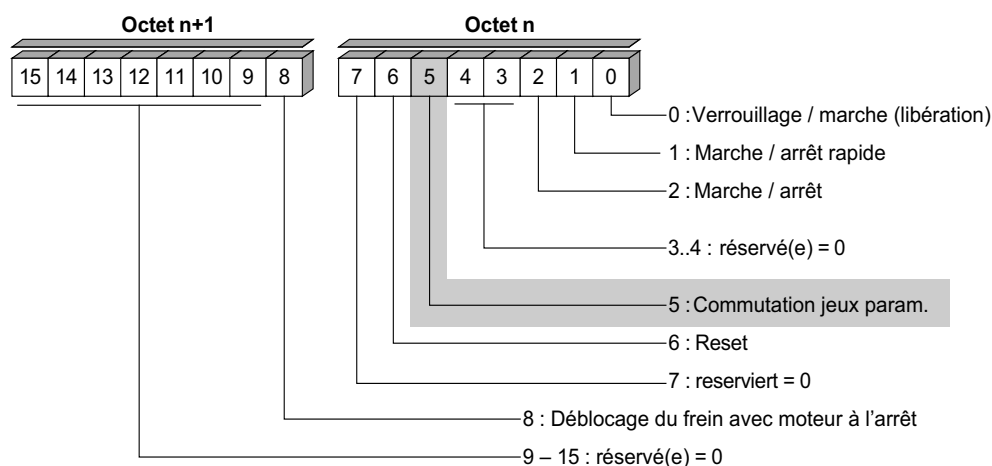 Octet n+1 Octet n
15 14 13 12 11 10 9 8 7 6 5 4 3 2 1 0
0 : Verrouillage / marche (libération)
1 : Marche / arrêt rapide
2 : Marche / arrêt
3..4 : réservé(e) = 0
5 : Commutation jeux param.
6 : Reset
7 : reserviert = 0
8 : Déblocage du frein avec moteur à l'arrêt
9 – 15 : réservé(e) = 0